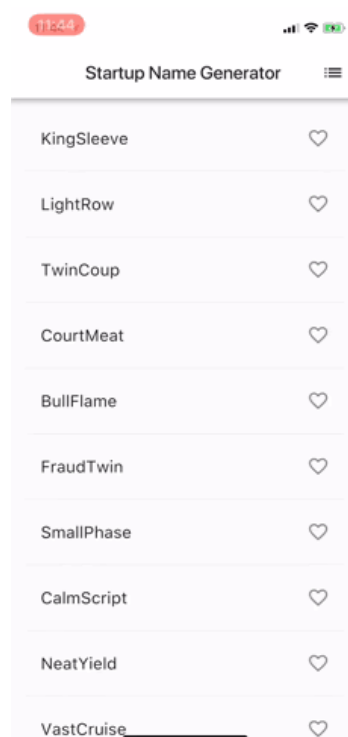 11:44
Startup Name Generator
KingSleeve
LightRow
TwinCoup
CourtMeat
BullFlame
FraudTwin
SmallPhase
CalmScript
NeatYield
VastCruise